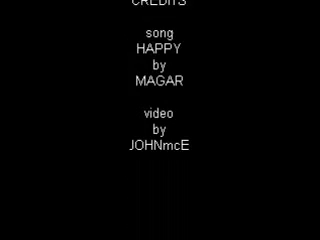 CREDITS
song
HAPPY
by
MAGAR
video
by
JOHNmcE